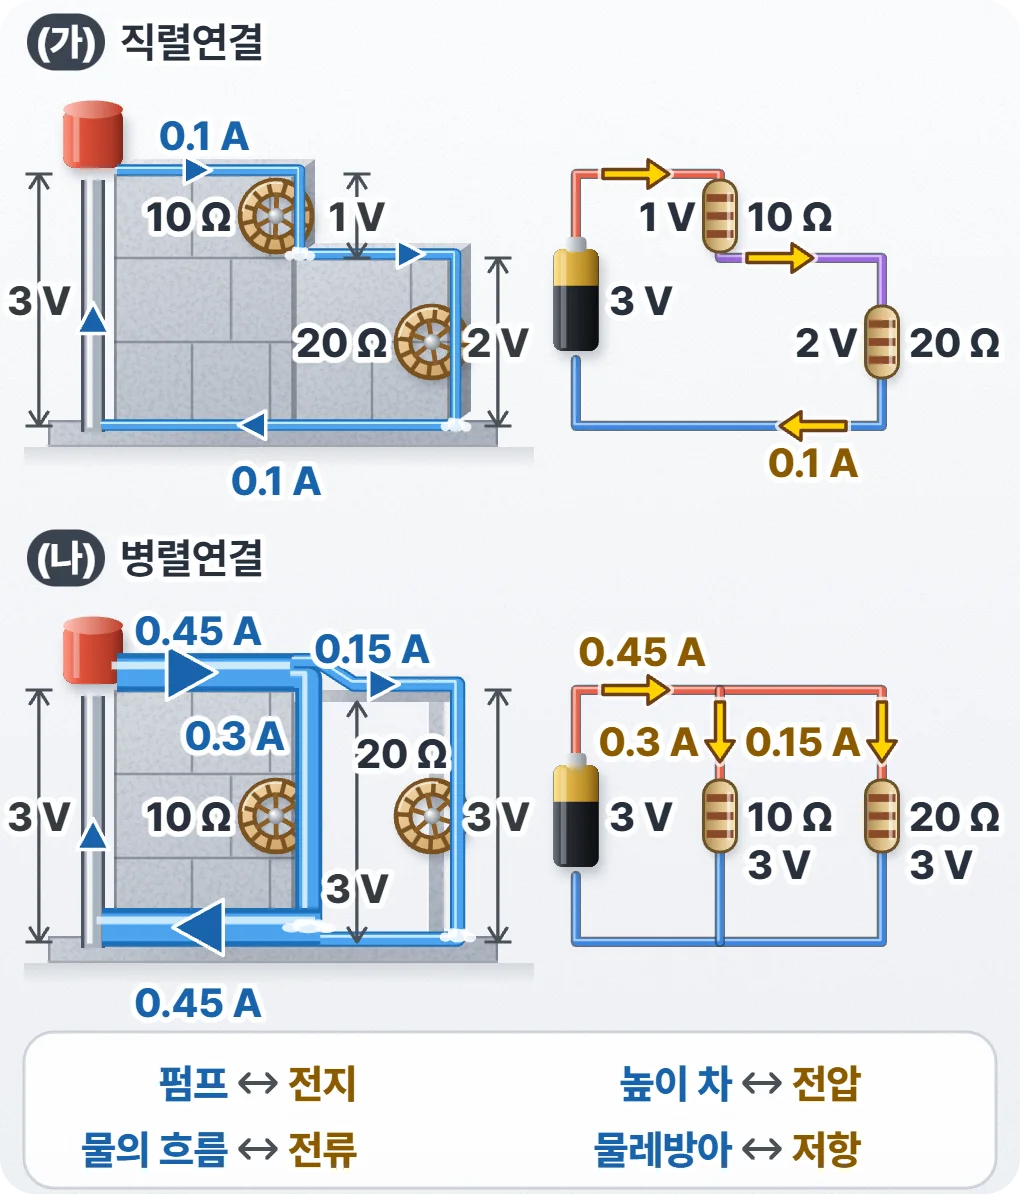 (가) 직렬연결
0.1 A
10 Ω
1 V
3 V
20 Ω
2 V
0.1 A
1 V
10 Ω
3 V
2 V
20 Ω
0.1 A
(나) 병렬연결
0.45 A
0.15 A
0.3 A
20 Ω
3 V
10 Ω
3 V
3 V
0.45 A
0.45 A
0.3 A
0.15 A
3 V
10 Ω
3 V
20 Ω
3 V
펌프 ↔ 전지
높이 차 ↔ 전압
물의 흐름 ↔ 전류
물레방아 ↔ 저항